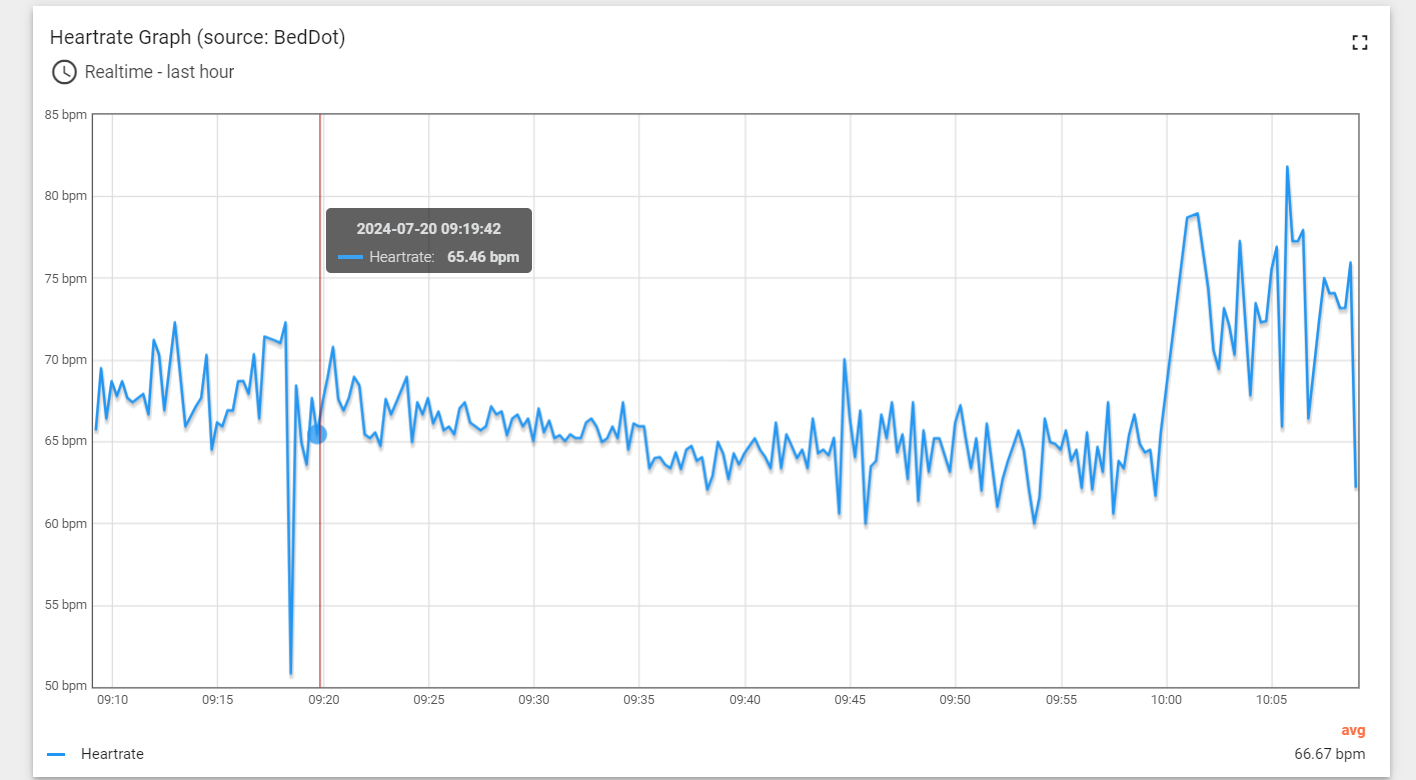 Heartrate Graph (source: BedDot)
Realtime - last hour
85 bpm
80 bpm
75 bpm
70 bpm
65 bpm
60 bpm
55 bpm
50 bpm
2024-07-20 09:19:42
Heartrate: 65.46 bpm
09:10 09:15 09:20 09:25 09:30 09:35 09:40 09:45 09:50 09:55 10:00 10:05
avg
Heartrate 66.67 bpm